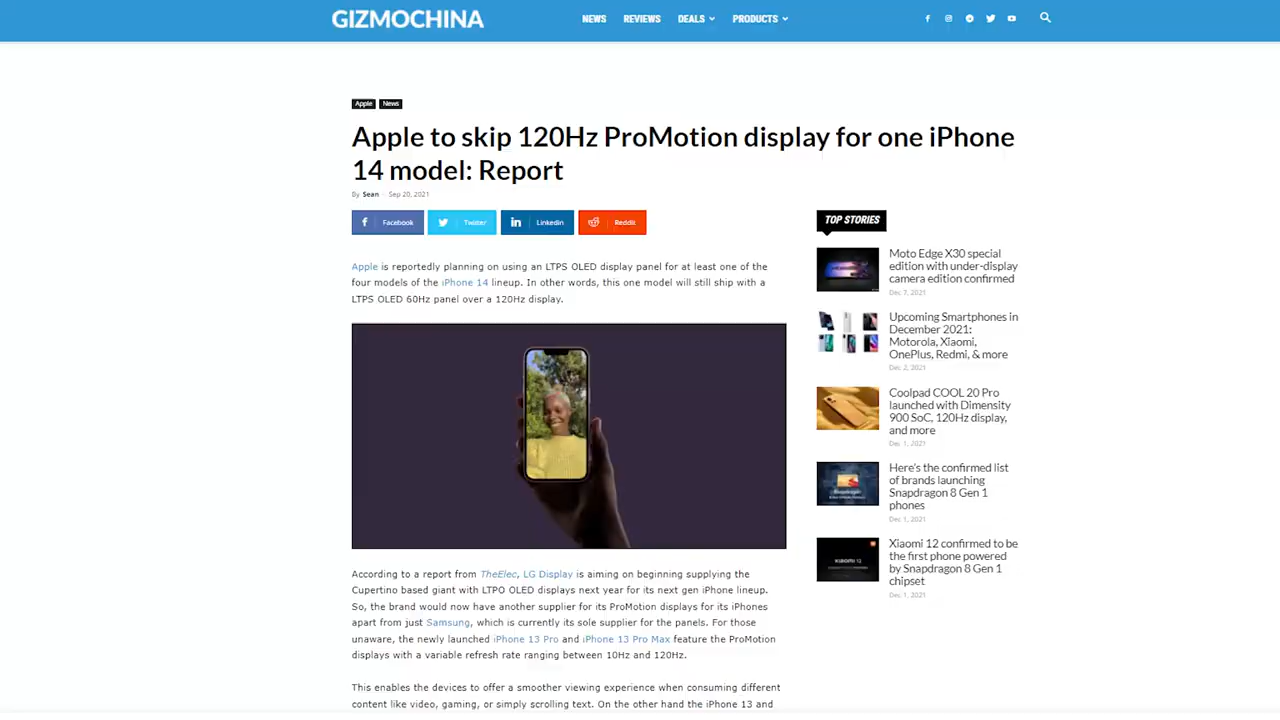 GIZMOCHINA
NEWS REVIEWS DEALS PRODUCTS
Apple News
Apple to skip 120Hz ProMotion display for one iPhone
14 model: Report
By Sean - Sep 20, 2021
Facebook Twitter Linkedin Reddit
Apple is reportedly planning on using an LTPS OLED display panel for at least one of the
four models of the iPhone 14 lineup. In other words, this one model will still ship with a
LTPS OLED 60Hz panel over a 120Hz display.
According to a report from TheElec, LG Display is aiming on beginning supplying the
Cupertino based giant with LTPO OLED displays next year for its next gen iPhone lineup.
So, the brand would now have another supplier for its ProMotion displays for its iPhones
apart from just Samsung, which is currently its sole supplier for the panels. For those
unaware, the newly launched iPhone 13 Pro and iPhone 13 Pro Max feature the ProMotion
displays with a variable refresh rate ranging between 10Hz and 120Hz.
This enables the devices to offer a smoother viewing experience when consuming different
content like video, gaming, or simply scrolling text. On the other hand the iPhone 13 and
TOP STORIES
Moto Edge X30 special
edition with under-display
camera edition confirmed
Dec 7, 2021
Upcoming Smartphones in
December 2021:
Motorola, Xiaomi,
OnePlus, Redmi, & more
Dec 2, 2021
Coolpad COOL 20 Pro
launched with Dimensity
900 SoC, 120Hz display,
and more
Dec 1, 2021
Here's the confirmed list
of brands launching
Snapdragon 8 Gen 1
phones
Dec 1, 2021
XIAOMI 12
Xiaomi 12 confirmed to be
the first phone powered
by Snapdragon 8 Gen 1
chipset
Dec 1, 2021